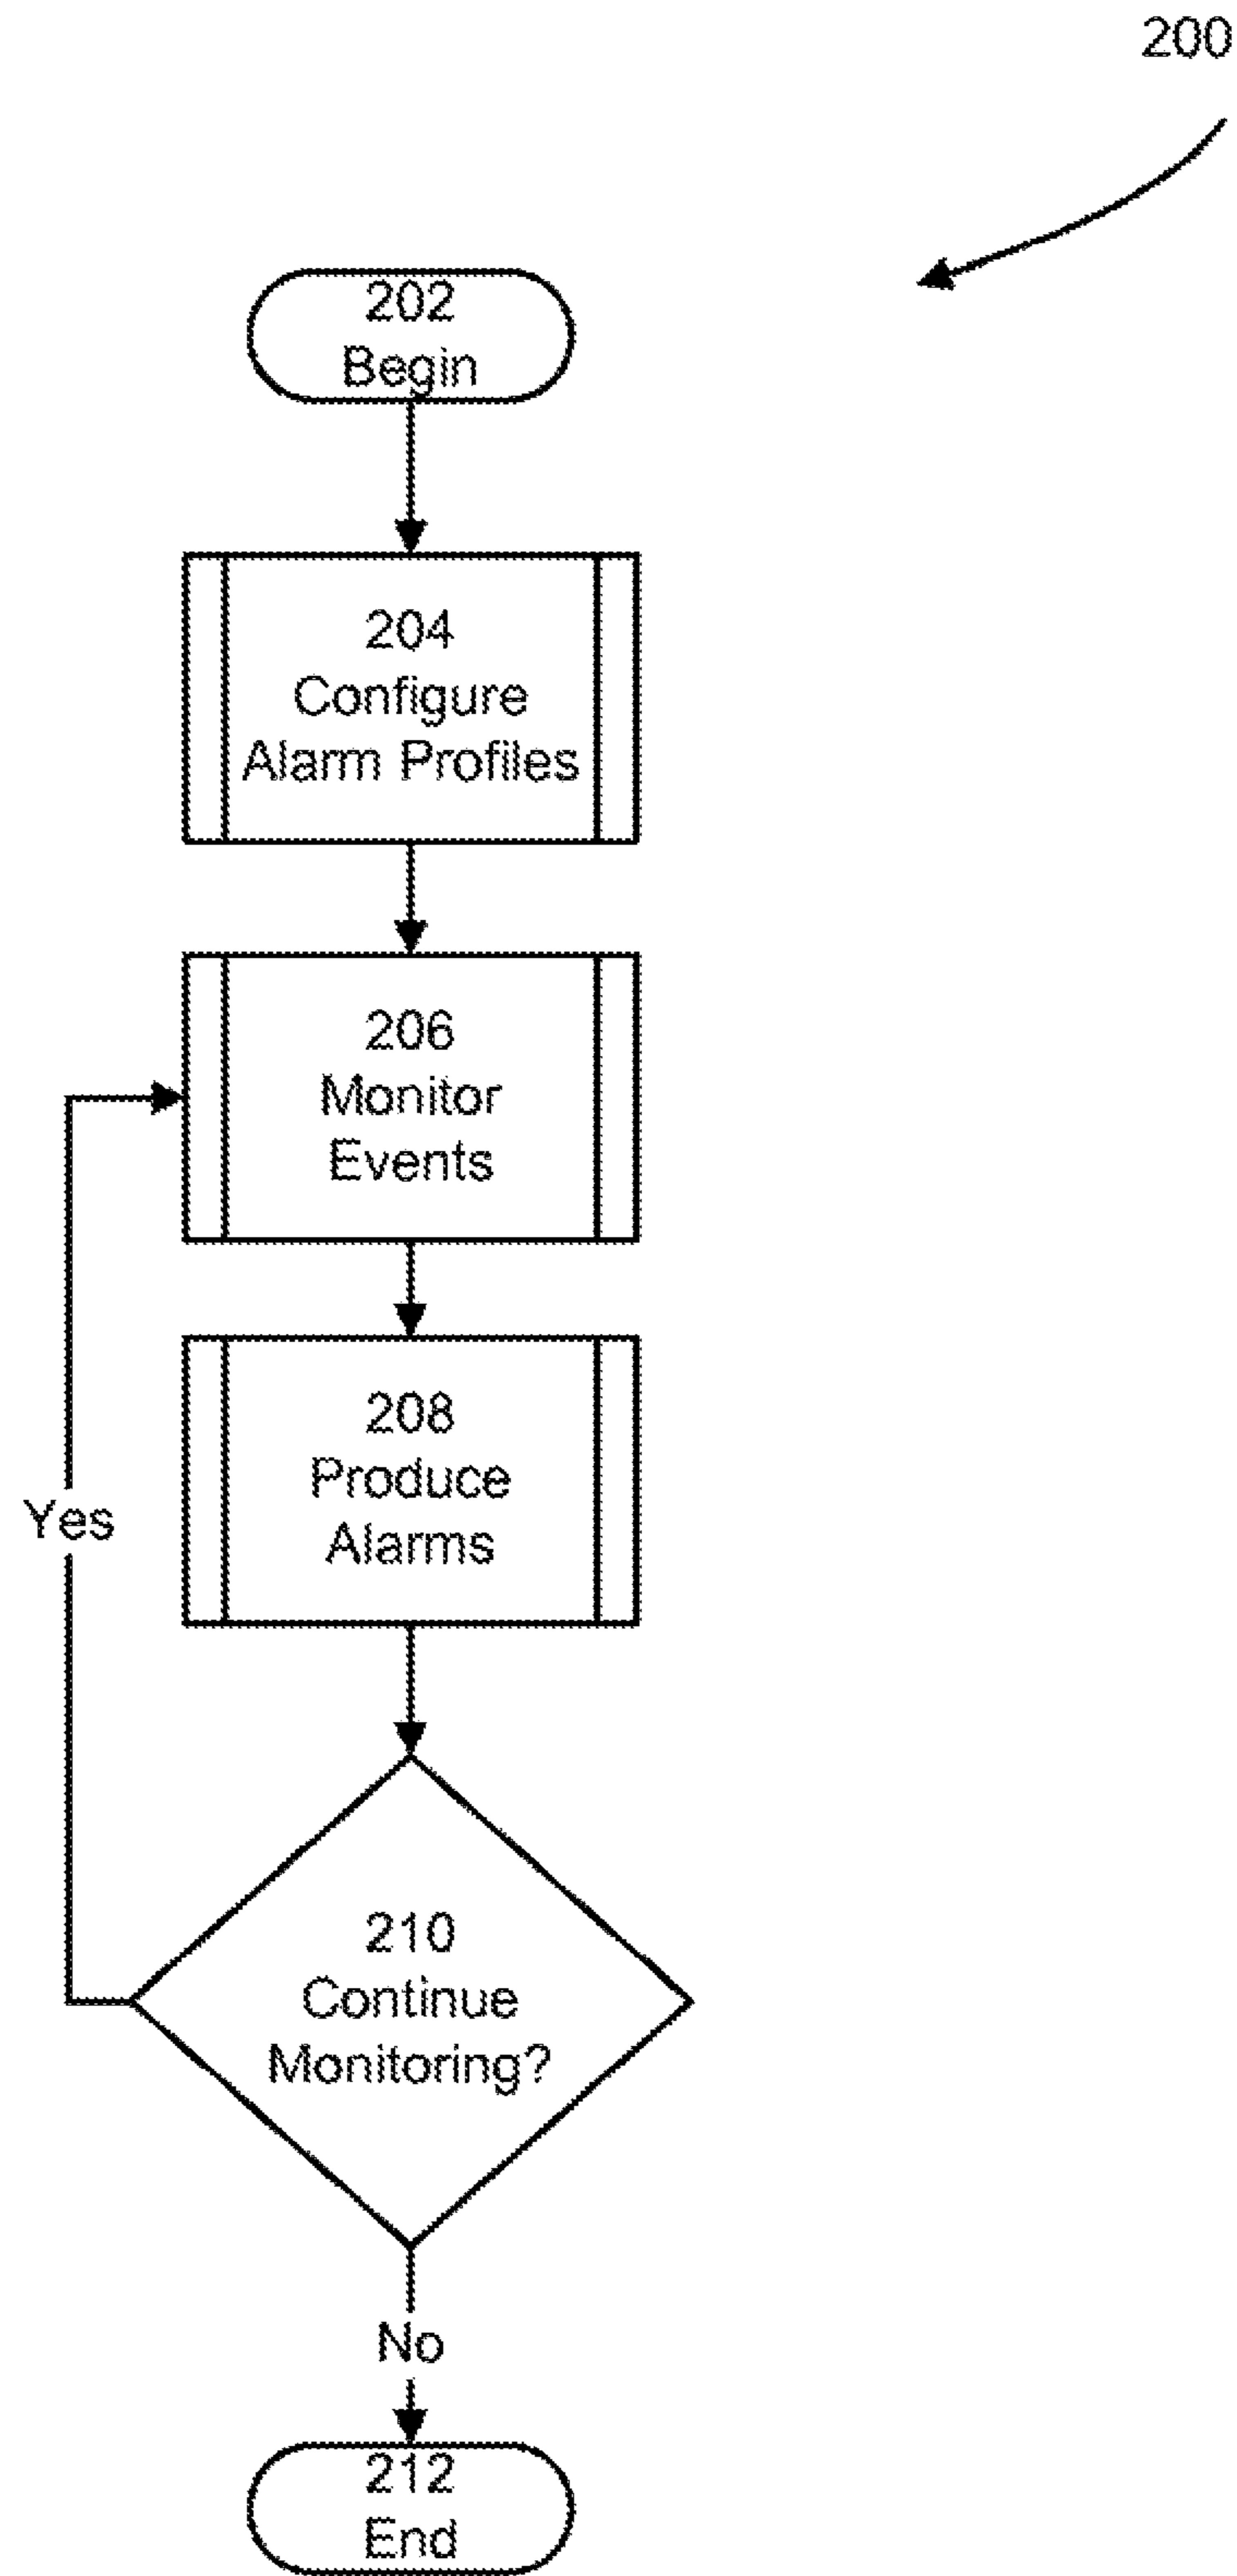 200
202
Begin
204
Configure
Alarm Profiles
206
Monitor
Events
208
Produce
Alarms
Yes
210
Continue
Monitoring?
No
212
End